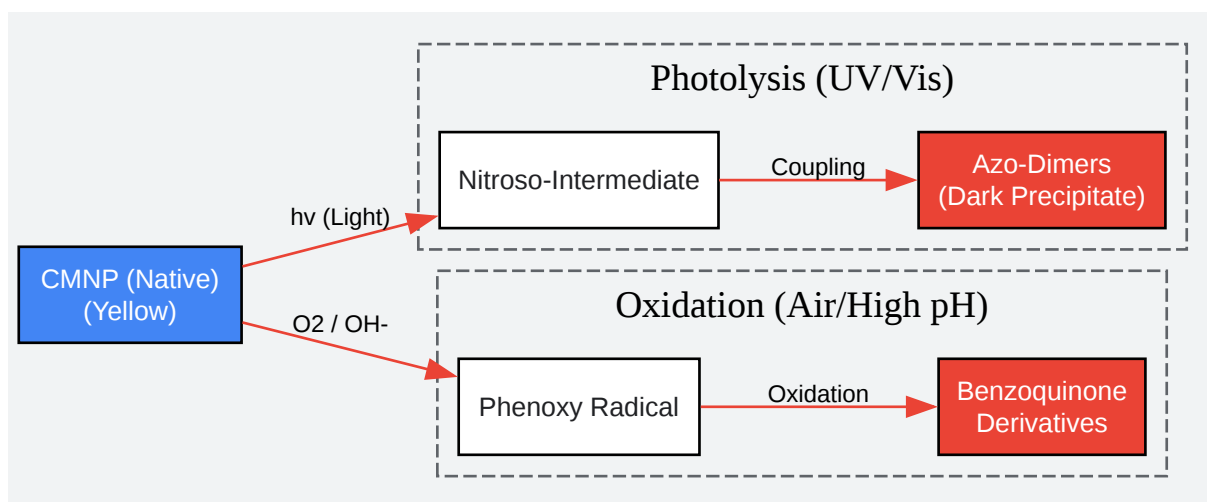 Photolysis (UV/Vis)
Nitroso-Intermediate
Coupling
Azo-Dimers
(Dark Precipitate)
hv (Light)
CMNP (Native)
(Yellow)
O2 / OH-
Oxidation (Air/High pH)
Phenoxy Radical
Oxidation
Benzoquinone
Derivatives